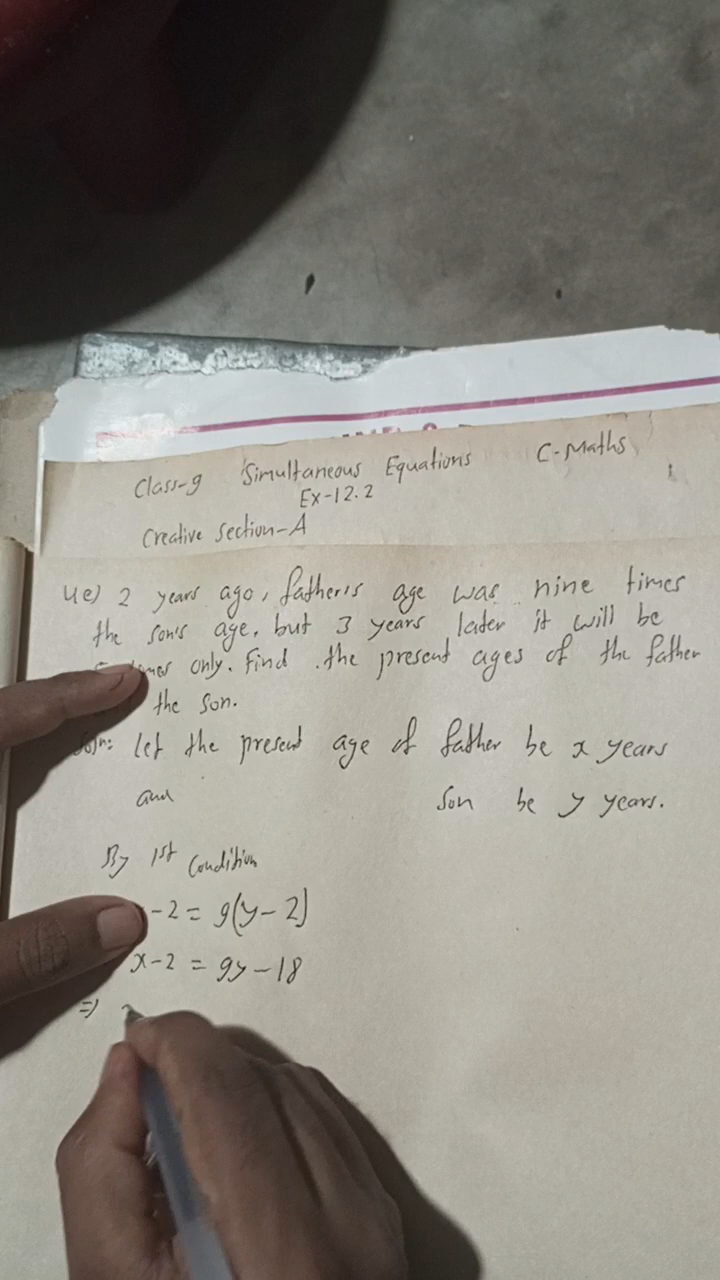 Class-9 Simultaneous Equations C-Maths
Ex-12.2
Creative Section-A
4e) 2 years ago, father's age was nine times
the son's age, but 3 years later it will be
only. Find the present ages of the father
the son.
Soln: let the present age of father be x years
and son be y years.
By 1st Condition
-2 = 9(y-2)
x-2 = 9y-18
=)